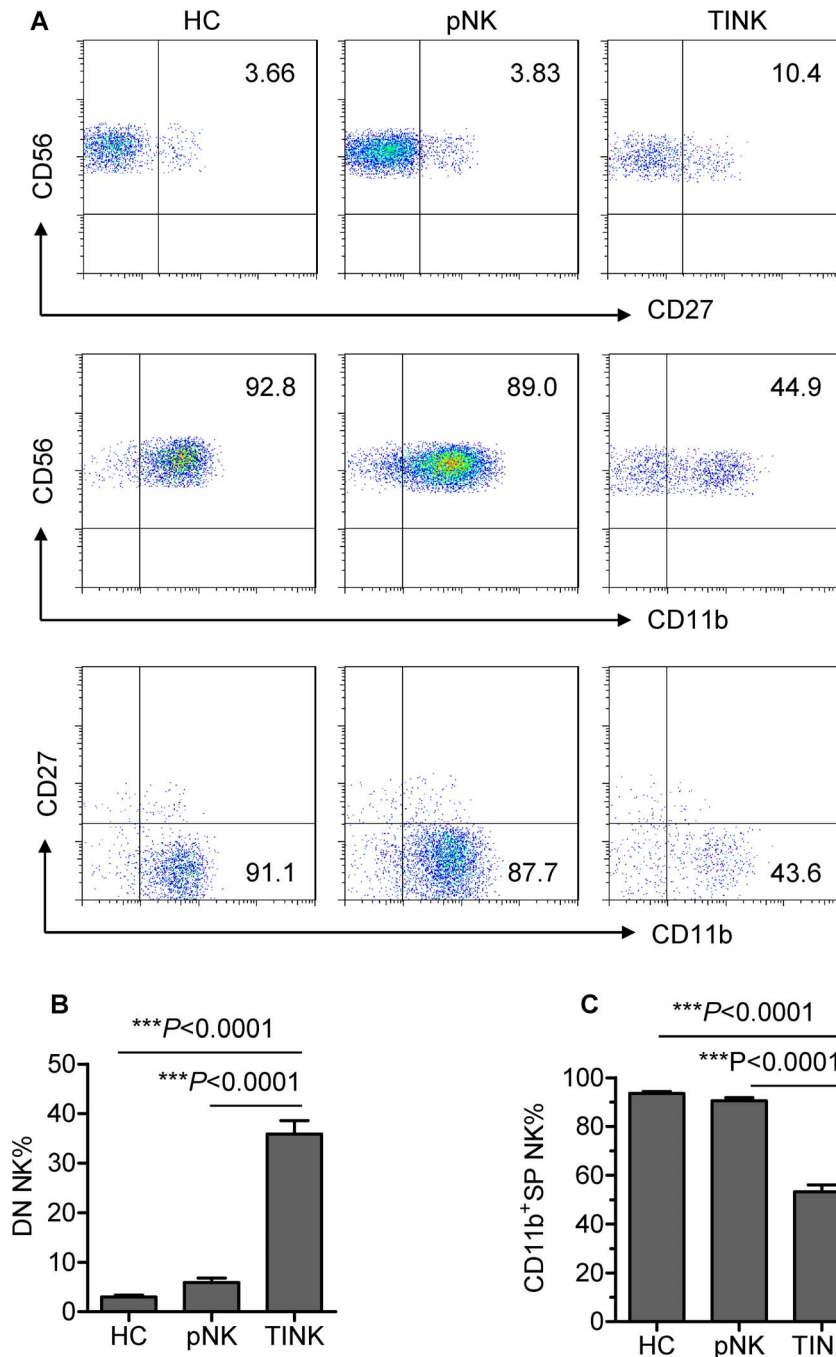 A
HC pNK TINK
3.66 3.83 10.4
CD56
CD27
92.8 89.0 44.9
CD56
CD11b
CD27
91.1 87.7 43.6
CD11b
B
***P<0.0001
***P<0.0001
DN NK%
50
40
30
20
10
0
HC pNK TINK
C
***P<0.0001
***P<0.0001
CD11b+SP NK%
100
80
60
40
20
0
HC pNK TIN